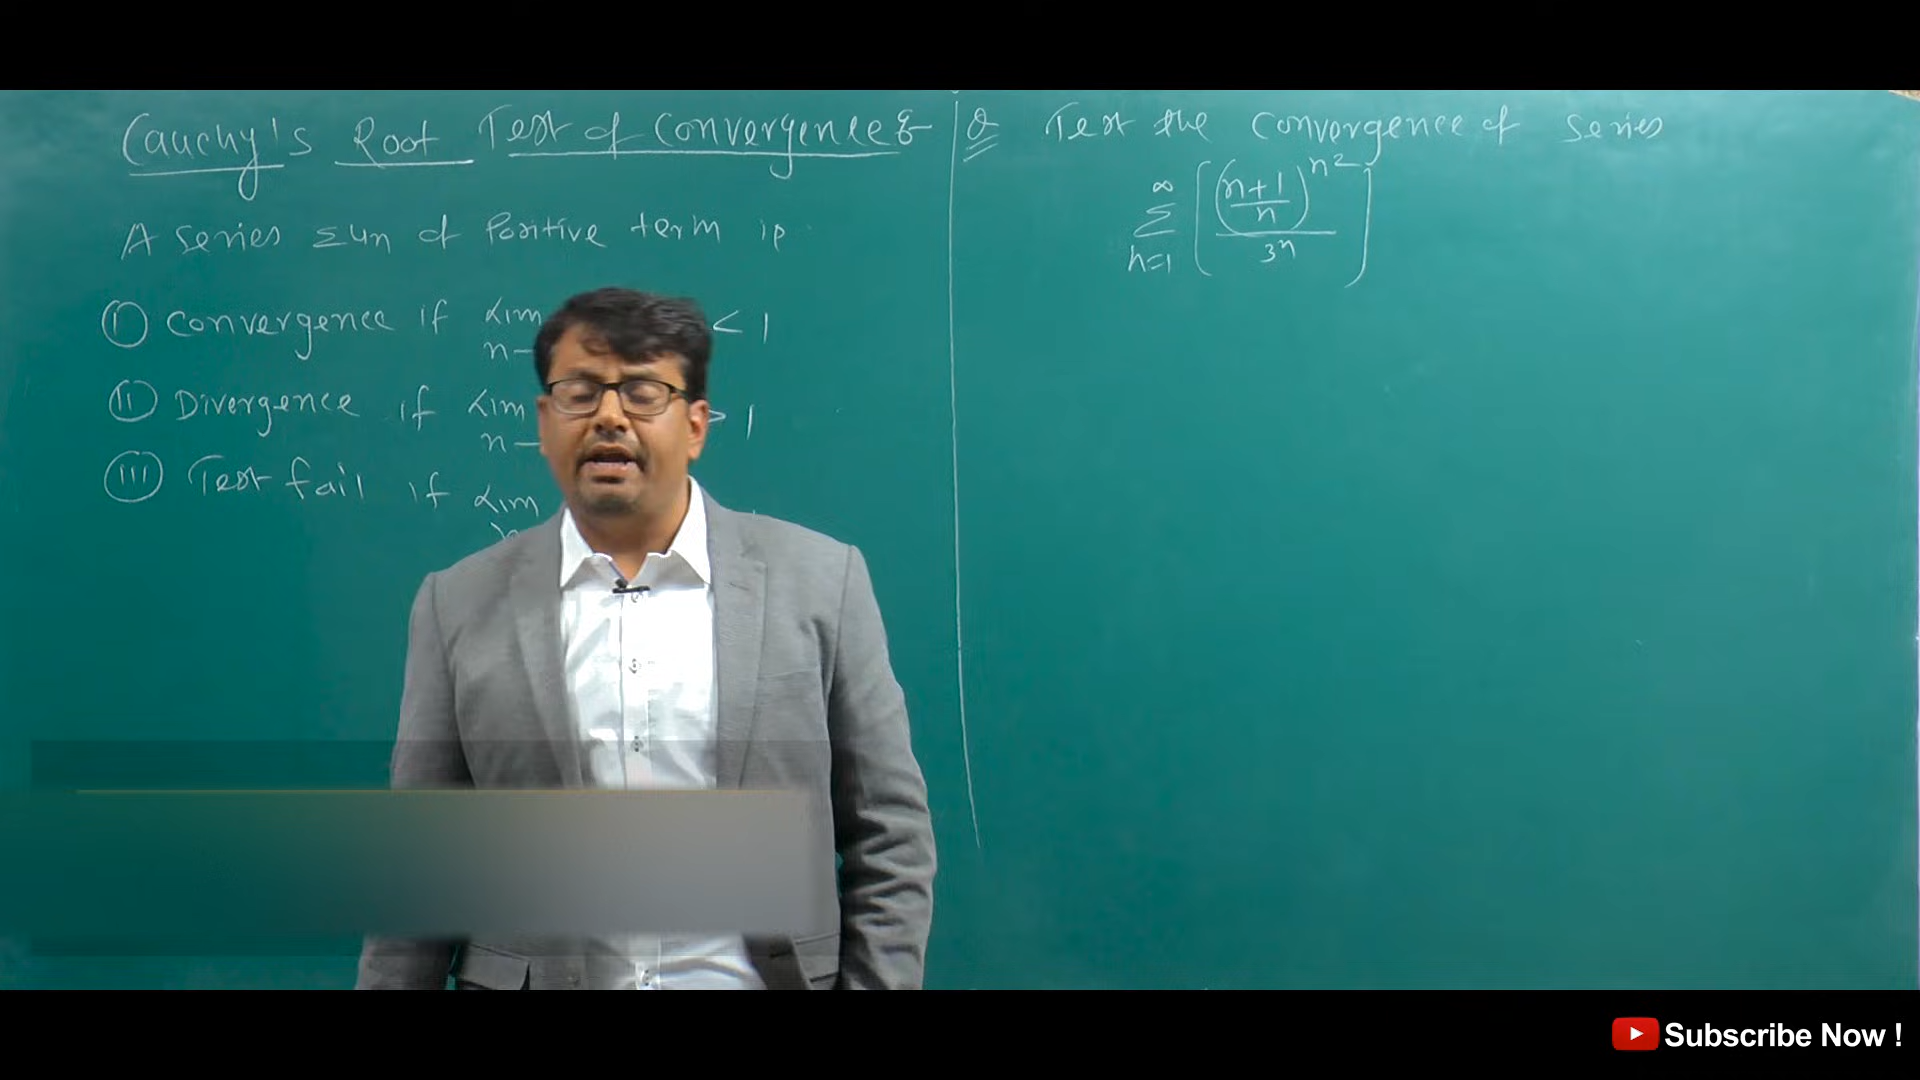 Cauchy's Root Test of Convergence :-
A series Σun of Positive term is
(i) Convergence if Lim < 1
n-
(ii) Divergence if Lim > 1
n-
(iii) Test fail if Lim
Q Test the Convergence of series
∞
Σ [ (n+1/n)^n2 / 3n ]
n=1
Subscribe Now !